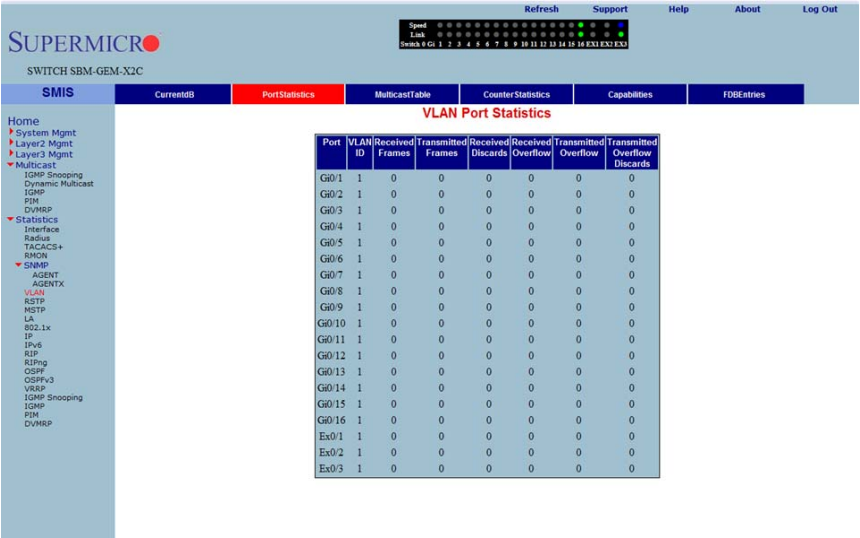 Refresh Support Help About Log Out
Speed
Link
Switch 0 Gi 1 2 3 4 5 6 7 8 9 10 11 12 13 14 15 16 EX1 EX2 EX3
SUPERMICRO
SWITCH SBM-GEM-X2C
SMIS CurrentdB PortStatistics MulticastTable CounterStatistics Capabilities FDBEntries
Home
System Mgmt
Layer2 Mgmt
Layer3 Mgmt
Multicast
IGMP Snooping
Dynamic Multicast
IGMP
PIM
DVMRP
Statistics
Interface
Radius
TACACS+
RMON
SNMP
AGENT
AGENTX
VLAN
RSTP
MSTP
LA
802.1x
IP
IPv6
RIP
RIPng
OSPF
OSPFv3
VRRP
IGMP Snooping
IGMP
PIM
DVMRP
VLAN Port Statistics
Port VLAN Received Transmitted Received Received Transmitted Transmitted
ID Frames Frames Discards Overflow Overflow Overflow
Discards
Gi0/1 1 0 0 0 0 0 0
Gi0/2 1 0 0 0 0 0 0
Gi0/3 1 0 0 0 0 0 0
Gi0/4 1 0 0 0 0 0 0
Gi0/5 1 0 0 0 0 0 0
Gi0/6 1 0 0 0 0 0 0
Gi0/7 1 0 0 0 0 0 0
Gi0/8 1 0 0 0 0 0 0
Gi0/9 1 0 0 0 0 0 0
Gi0/10 1 0 0 0 0 0 0
Gi0/11 1 0 0 0 0 0 0
Gi0/12 1 0 0 0 0 0 0
Gi0/13 1 0 0 0 0 0 0
Gi0/14 1 0 0 0 0 0 0
Gi0/15 1 0 0 0 0 0 0
Gi0/16 1 0 0 0 0 0 0
Ex0/1 1 0 0 0 0 0 0
Ex0/2 1 0 0 0 0 0 0
Ex0/3 1 0 0 0 0 0 0